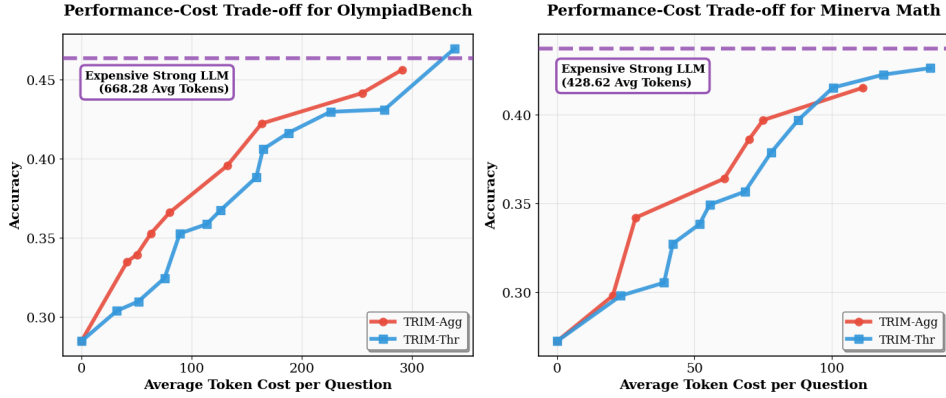 Performance-Cost Trade-off for OlympiadBench
Expensive Strong LLM
(668.28 Avg Tokens)
0.45
0.40
0.35
0.30
Accuracy
TRIM-Agg
TRIM-Thr
0
100
200
300
Average Token Cost per Question
Performance-Cost Trade-off for Minerva Math
Expensive Strong LLM
(428.62 Avg Tokens)
0.40
0.35
0.30
Accuracy
TRIM-Agg
TRIM-Thr
0
50
100
Average Token Cost per Question